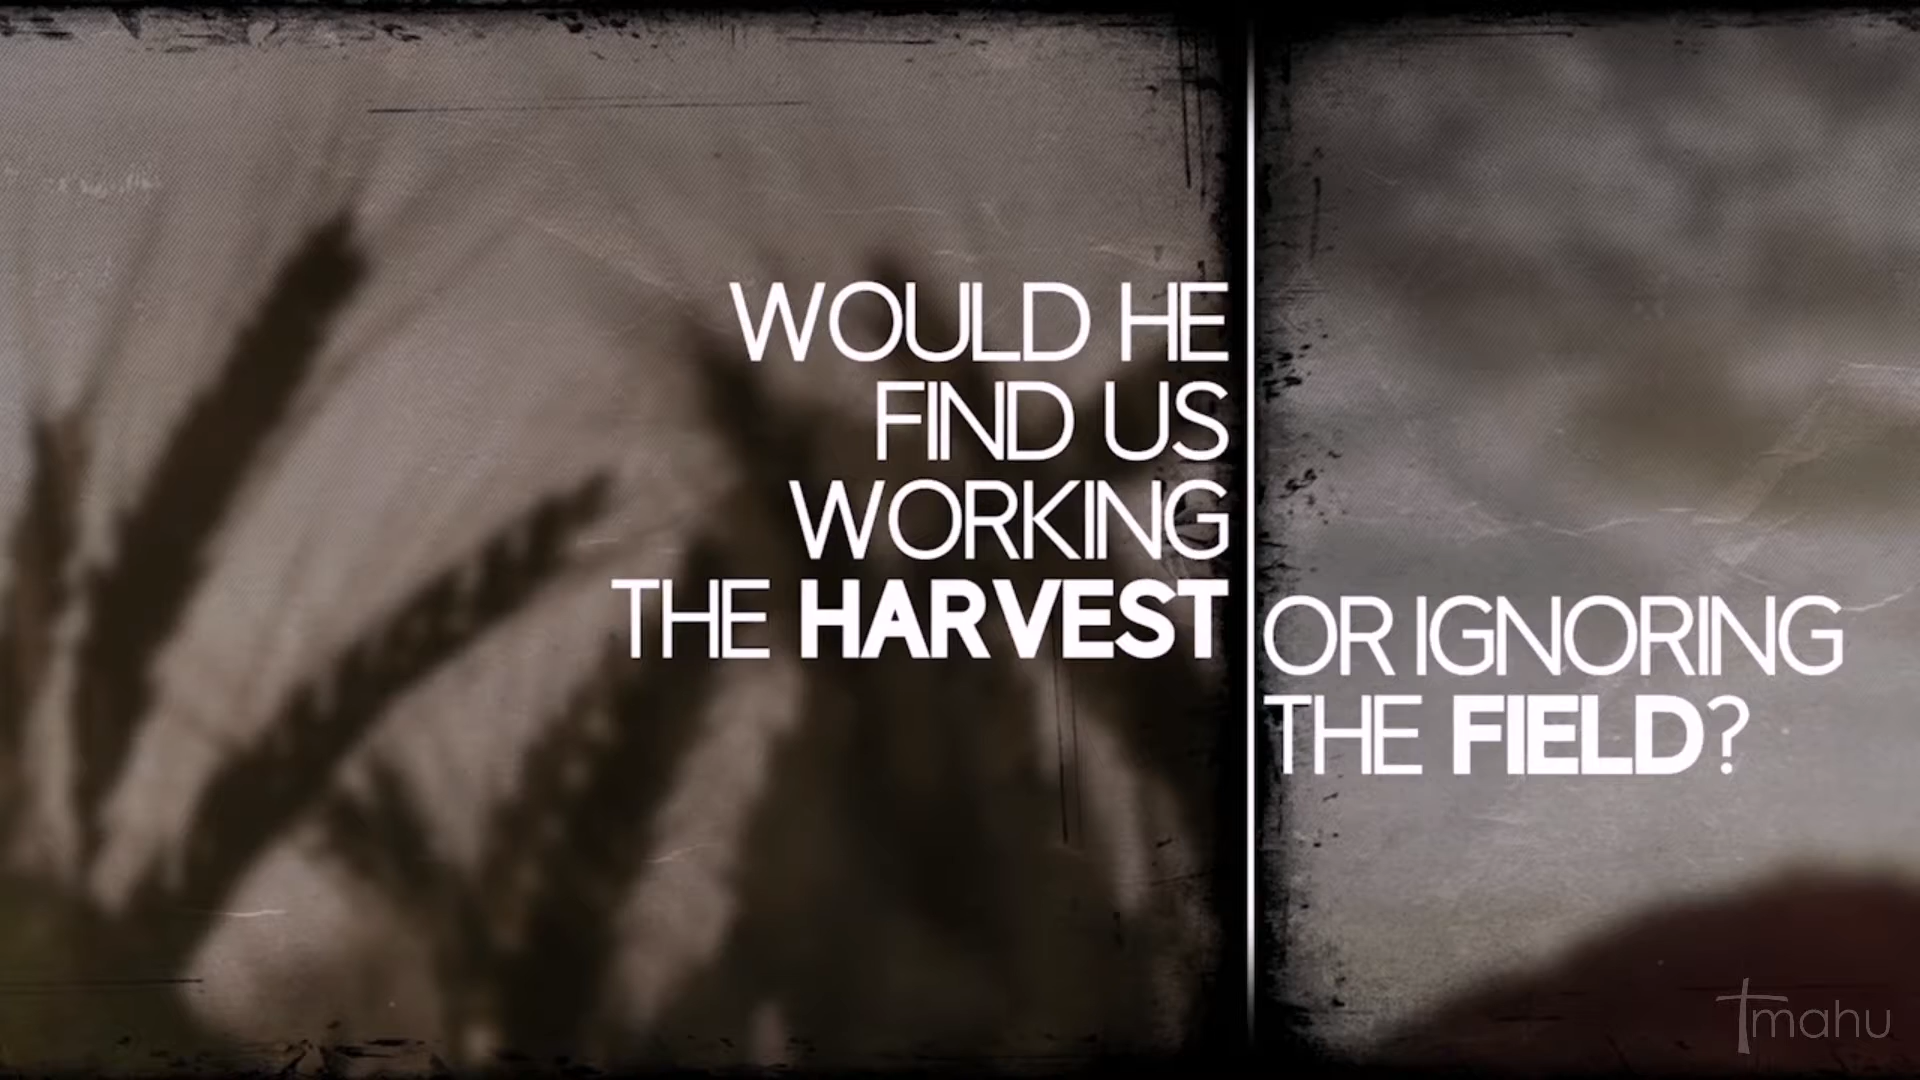 WOULD HE
FIND US
WORKING
THE HARVEST
OR IGNORING
THE FIELD?
mahu